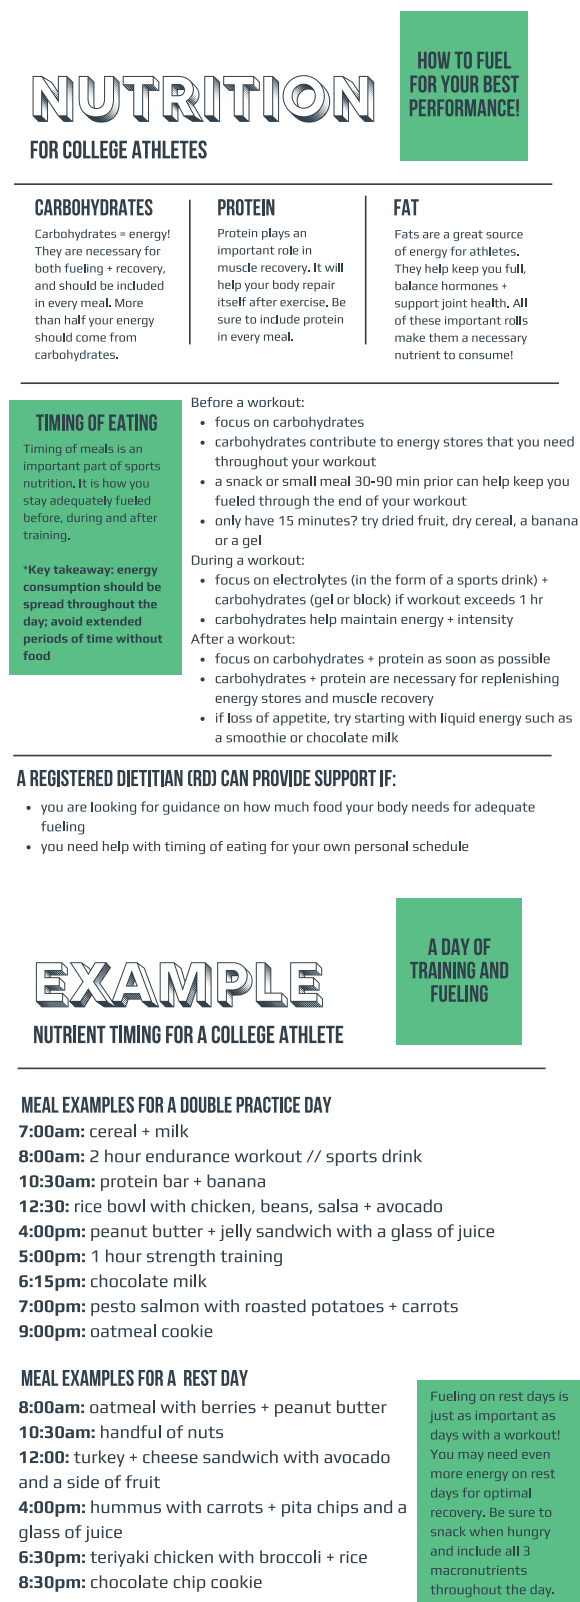 NUTRITION
HOW TO FUEL
FOR YOUR BEST
PERFORMANCE!
FOR COLLEGE ATHLETES
CARBOHYDRATES
Carbohydrates = energy!
They are necessary for
both fueling + recovery,
and should be included
in every meal. More
than half your energy
should come from
carbohydrates.
PROTEIN
Protein plays an
important role in
muscle recovery. It will
help your body repair
itself after exercise. Be
sure to include protein
in every meal.
FAT
Fats are a great source
of energy for athletes.
They help keep you full,
balance hormones +
support joint health. All
of these important rolls
make them a necessary
nutrient to consume!
TIMING OF EATING
Timing of meals is an
important part of sports
nutrition. It is how you
stay adequately fueled
before, during and after
training.
*Key takeaway: energy
consumption should be
spread throughout the
day; avoid extended
periods of time without
food
Before a workout:
• focus on carbohydrates
• carbohydrates contribute to energy stores that you need
throughout your workout
• a snack or small meal 30-90 min prior can help keep you
fueled through the end of your workout
• only have 15 minutes? try dried fruit, dry cereal, a banana
or a gel
During a workout:
• focus on electrolytes (in the form of a sports drink) +
carbohydrates (gel or block) if workout exceeds 1 hr
• carbohydrates help maintain energy + intensity
After a workout:
• focus on carbohydrates + protein as soon as possible
• carbohydrates + protein are necessary for replenishing
energy stores and muscle recovery
• if loss of appetite, try starting with liquid energy such as
a smoothie or chocolate milk
A REGISTERED DIETITIAN (RD) CAN PROVIDE SUPPORT IF:
• you are looking for guidance on how much food your body needs for adequate
fueling
• you need help with timing of eating for your own personal schedule
EXAMPLE
A DAY OF
TRAINING AND
FUELING
NUTRIENT TIMING FOR A COLLEGE ATHLETE
MEAL EXAMPLES FOR A DOUBLE PRACTICE DAY
7:00am: cereal + milk
8:00am: 2 hour endurance workout // sports drink
10:30am: protein bar + banana
12:30: rice bowl with chicken, beans, salsa + avocado
4:00pm: peanut butter + jelly sandwich with a glass of juice
5:00pm: 1 hour strength training
6:15pm: chocolate milk
7:00pm: pesto salmon with roasted potatoes + carrots
9:00pm: oatmeal cookie
MEAL EXAMPLES FOR A REST DAY
8:00am: oatmeal with berries + peanut butter
10:30am: handful of nuts
12:00: turkey + cheese sandwich with avocado
and a side of fruit
4:00pm: hummus with carrots + pita chips and a
glass of juice
6:30pm: teriyaki chicken with broccoli + rice
8:30pm: chocolate chip cookie
Fueling on rest days is
just as important as
days with a workout!
You may need even
more energy on rest
days for optimal
recovery. Be sure to
snack when hungry
and include all 3
macronutrients
throughout the day.